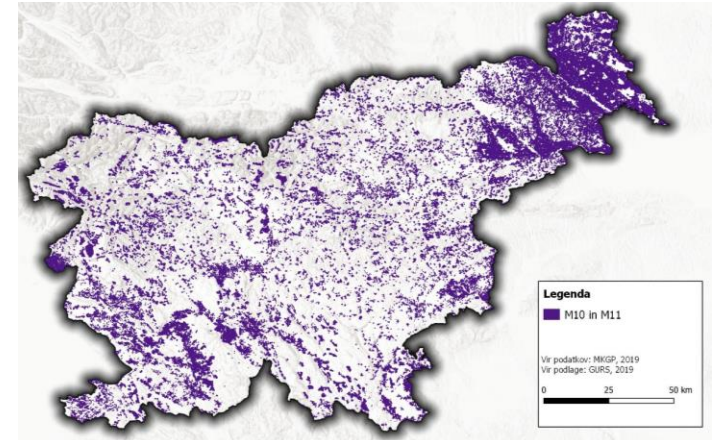 Legenda
M10 in M11
Vir podatkov: MKGP, 2019
Vir podlage: GURS, 2019
0 25 50 km